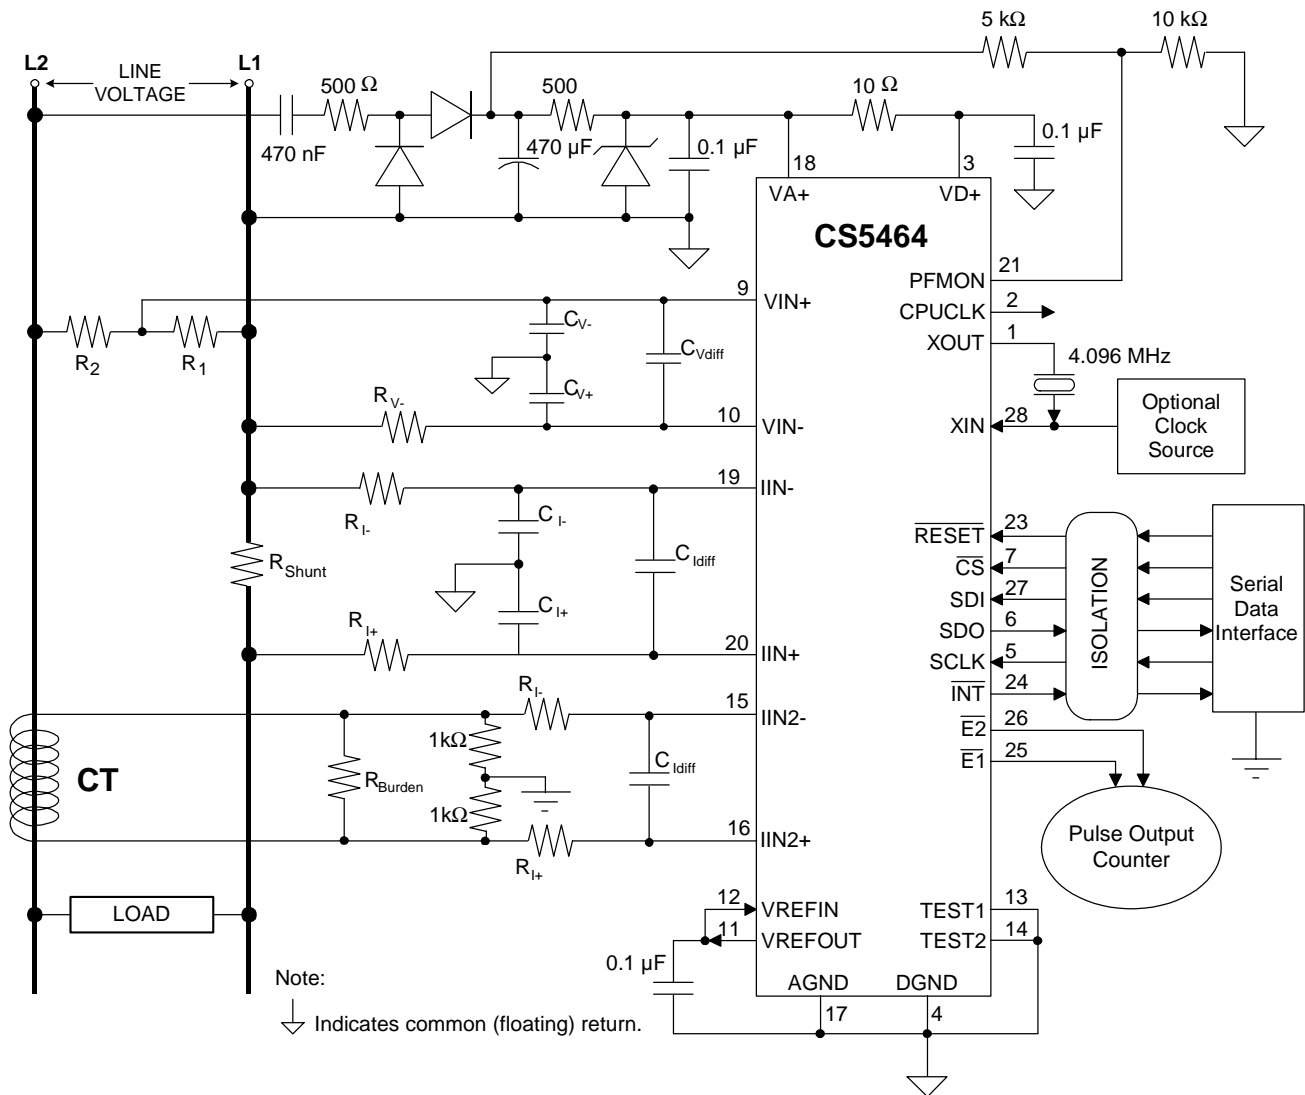 5 kΩ
10 kΩ
L2
LINE
VOLTAGE
L1
500 Ω
500
10 Ω
470 nF
470 µF
0.1 µF
0.1 µF
18
3
VA+
VD+
CS5464
21
PFMON
2
CPUCLK
1
XOUT
4.096 MHz
9
VIN+
CV-
CVdiff
R2
R1
CV+
RV-
10
VIN-
28
XIN
Optional
Clock
Source
19
IIN-
RI-
CI-
CIdiff
RShunt
CI+
RI+
20
IIN+
RESET
23
CS
7
SDI
27
SDO
6
SCLK
5
INT
24
ISOLATION
Serial
Data
Interface
E2
26
E1
25
Pulse Output
Counter
RI-
15
IIN2-
1kΩ
CT
RBurden
CIdiff
1kΩ
16
IIN2+
RI+
LOAD
12
VREFIN
11
VREFOUT
0.1 µF
13
TEST1
14
TEST2
AGND
DGND
17
4
Note:
Indicates common (floating) return.